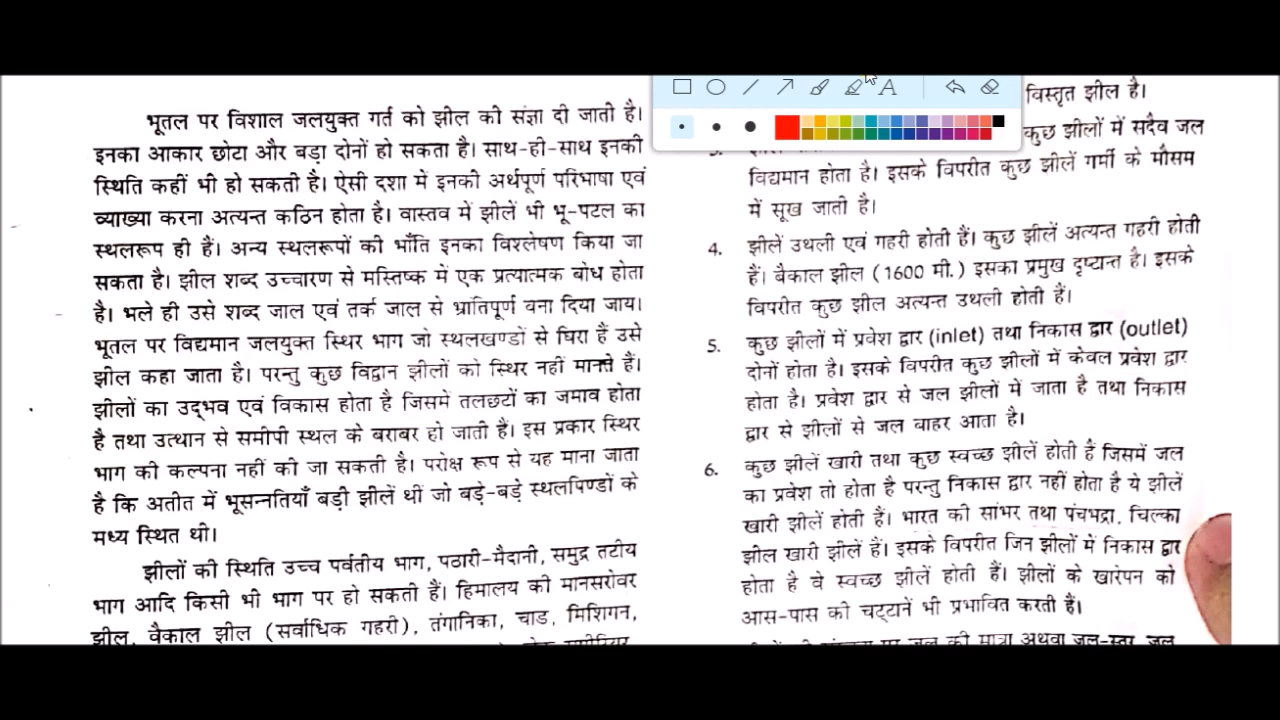 भूतल पर विशाल जलयुक्त गर्त को झील की संज्ञा दी जाती है।
इनका आकार छोटा और बड़ा दोनों हो सकता है। साथ-ही-साथ इनकी
स्थिति कहीं भी हो सकती है। ऐसी दशा में इनकी अर्थपूर्ण परिभाषा एवं
व्याख्या करना अत्यन्त कठिन होता है। वास्तव में झीलें भी भू-पटल का
स्थलरूप ही हैं। अन्य स्थलरूपों की भाँति इनका विश्लेषण किया जा
सकता है। झील शब्द उच्चारण से मस्तिष्क में एक प्रत्यात्मक बोध होता
है। भले ही उसे शब्द जाल एवं तर्क जाल से भ्रांतिपूर्ण वना दिया जाय।
भूतल पर विद्यमान जलयुक्त स्थिर भाग जो स्थलखण्डों से घिरा हैं उसे
झील कहा जाता है। परन्तु कुछ विद्वान झीलों को स्थिर नहीं मानते हैं।
झीलों का उद्भव एवं विकास होता है जिसमें तलछटों का जमाव होता
है तथा उत्थान से समीपी स्थल के बराबर हो जाती हैं। इस प्रकार स्थिर
भाग की कल्पना नहीं की जा सकती है। परोक्ष रूप से यह माना जाता
है कि अतीत में भूसन्नतियाँ बड़ी झीलें थीं जो बड़े-बड़े स्थलपिण्डों के
मध्य स्थित थी।
झीलों की स्थिति उच्च पर्वतीय भाग, पठारी-मैदानी, समुद्र तटीय
भाग आदि किसी भी भाग पर हो सकती हैं। हिमालय की मानसरोवर
झील, वैकाल झील (सर्वाधिक गहरी), तंगानिका, चाड, मिशिगन,
विस्तृत झील है।
कुछ झीलों में सदैव जल
विद्यमान होता है। इसके विपरीत कुछ झीलें गर्मी के मौसम
में सूख जाती है।
4. झीलें उथली एवं गहरी होती हैं। कुछ झीलें अत्यन्त गहरी होती
हैं। बैकाल झील (1600 मी.) इसका प्रमुख दृष्टान्त है। इसके
विपरीत कुछ झील अत्यन्त उथली होती हैं।
5. कुछ झीलों में प्रवेश द्वार (inlet) तथा निकास द्वार (outlet)
दोनों होता है। इसके विपरीत कुछ झीलों में केवल प्रवेश द्वार
होता है। प्रवेश द्वार से जल झीलों में जाता है तथा निकास
द्वार से झीलों से जल वाहर आता है।
6. कुछ झीलें खारी तथा कुछ स्वच्छ झीलें होती हैं जिसमें जल
का प्रवेश तो होता है परन्तु निकास द्वार नहीं होता है ये झीलें
खारी झीलें होती हैं। भारत की सांभर तथा पंचभद्रा, चिल्का
झील खारी झीलें हैं। इसके विपरीत जिन झीलों में निकास द्वार
होता है वे स्वच्छ झीलें होती हैं। झीलों के खारेपन को
आस-पास की चट्टानें भी प्रभावित करती हैं।
जल की मात्रा अथवा जल-स्तर, जल